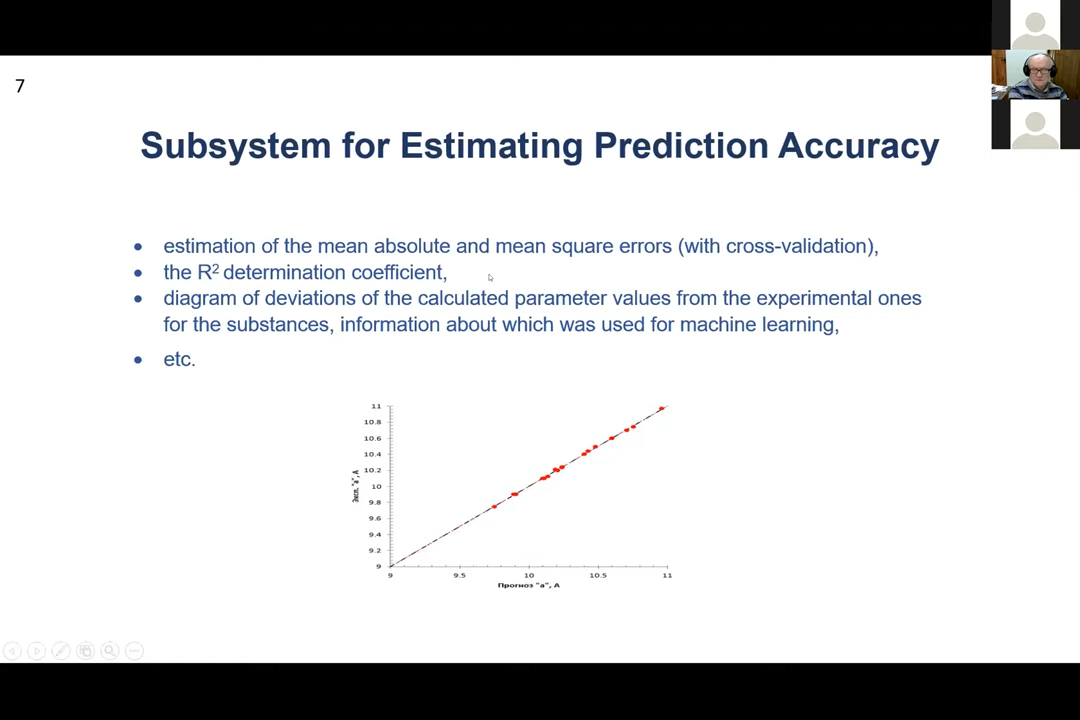 7
Subsystem for Estimating Prediction Accuracy
• estimation of the mean absolute and mean square errors (with cross-validation),
• the R² determination coefficient,
• diagram of deviations of the calculated parameter values from the experimental ones
for the substances, information about which was used for machine learning,
• etc.
11
10.8
10.6
10.4
10.2
10
9.8
9.6
9.4
9.2
9
Эксп. "а", А
9 9.5 10 10.5 11
Прогноз "а", А